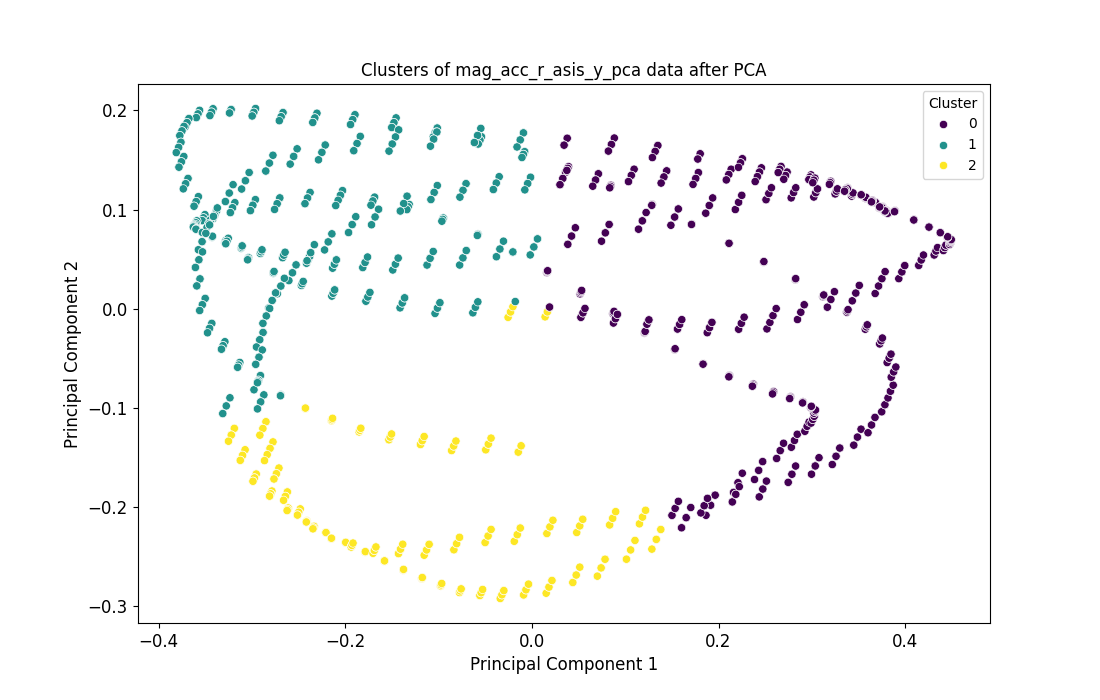 Clusters of mag_acc_r_asis_y_pca data after PCA
Cluster
0
1
2
Principal Component 2
0.2
0.1
0.0
−0.1
−0.2
−0.3
−0.4 −0.2 0.0 0.2 0.4
Principal Component 1